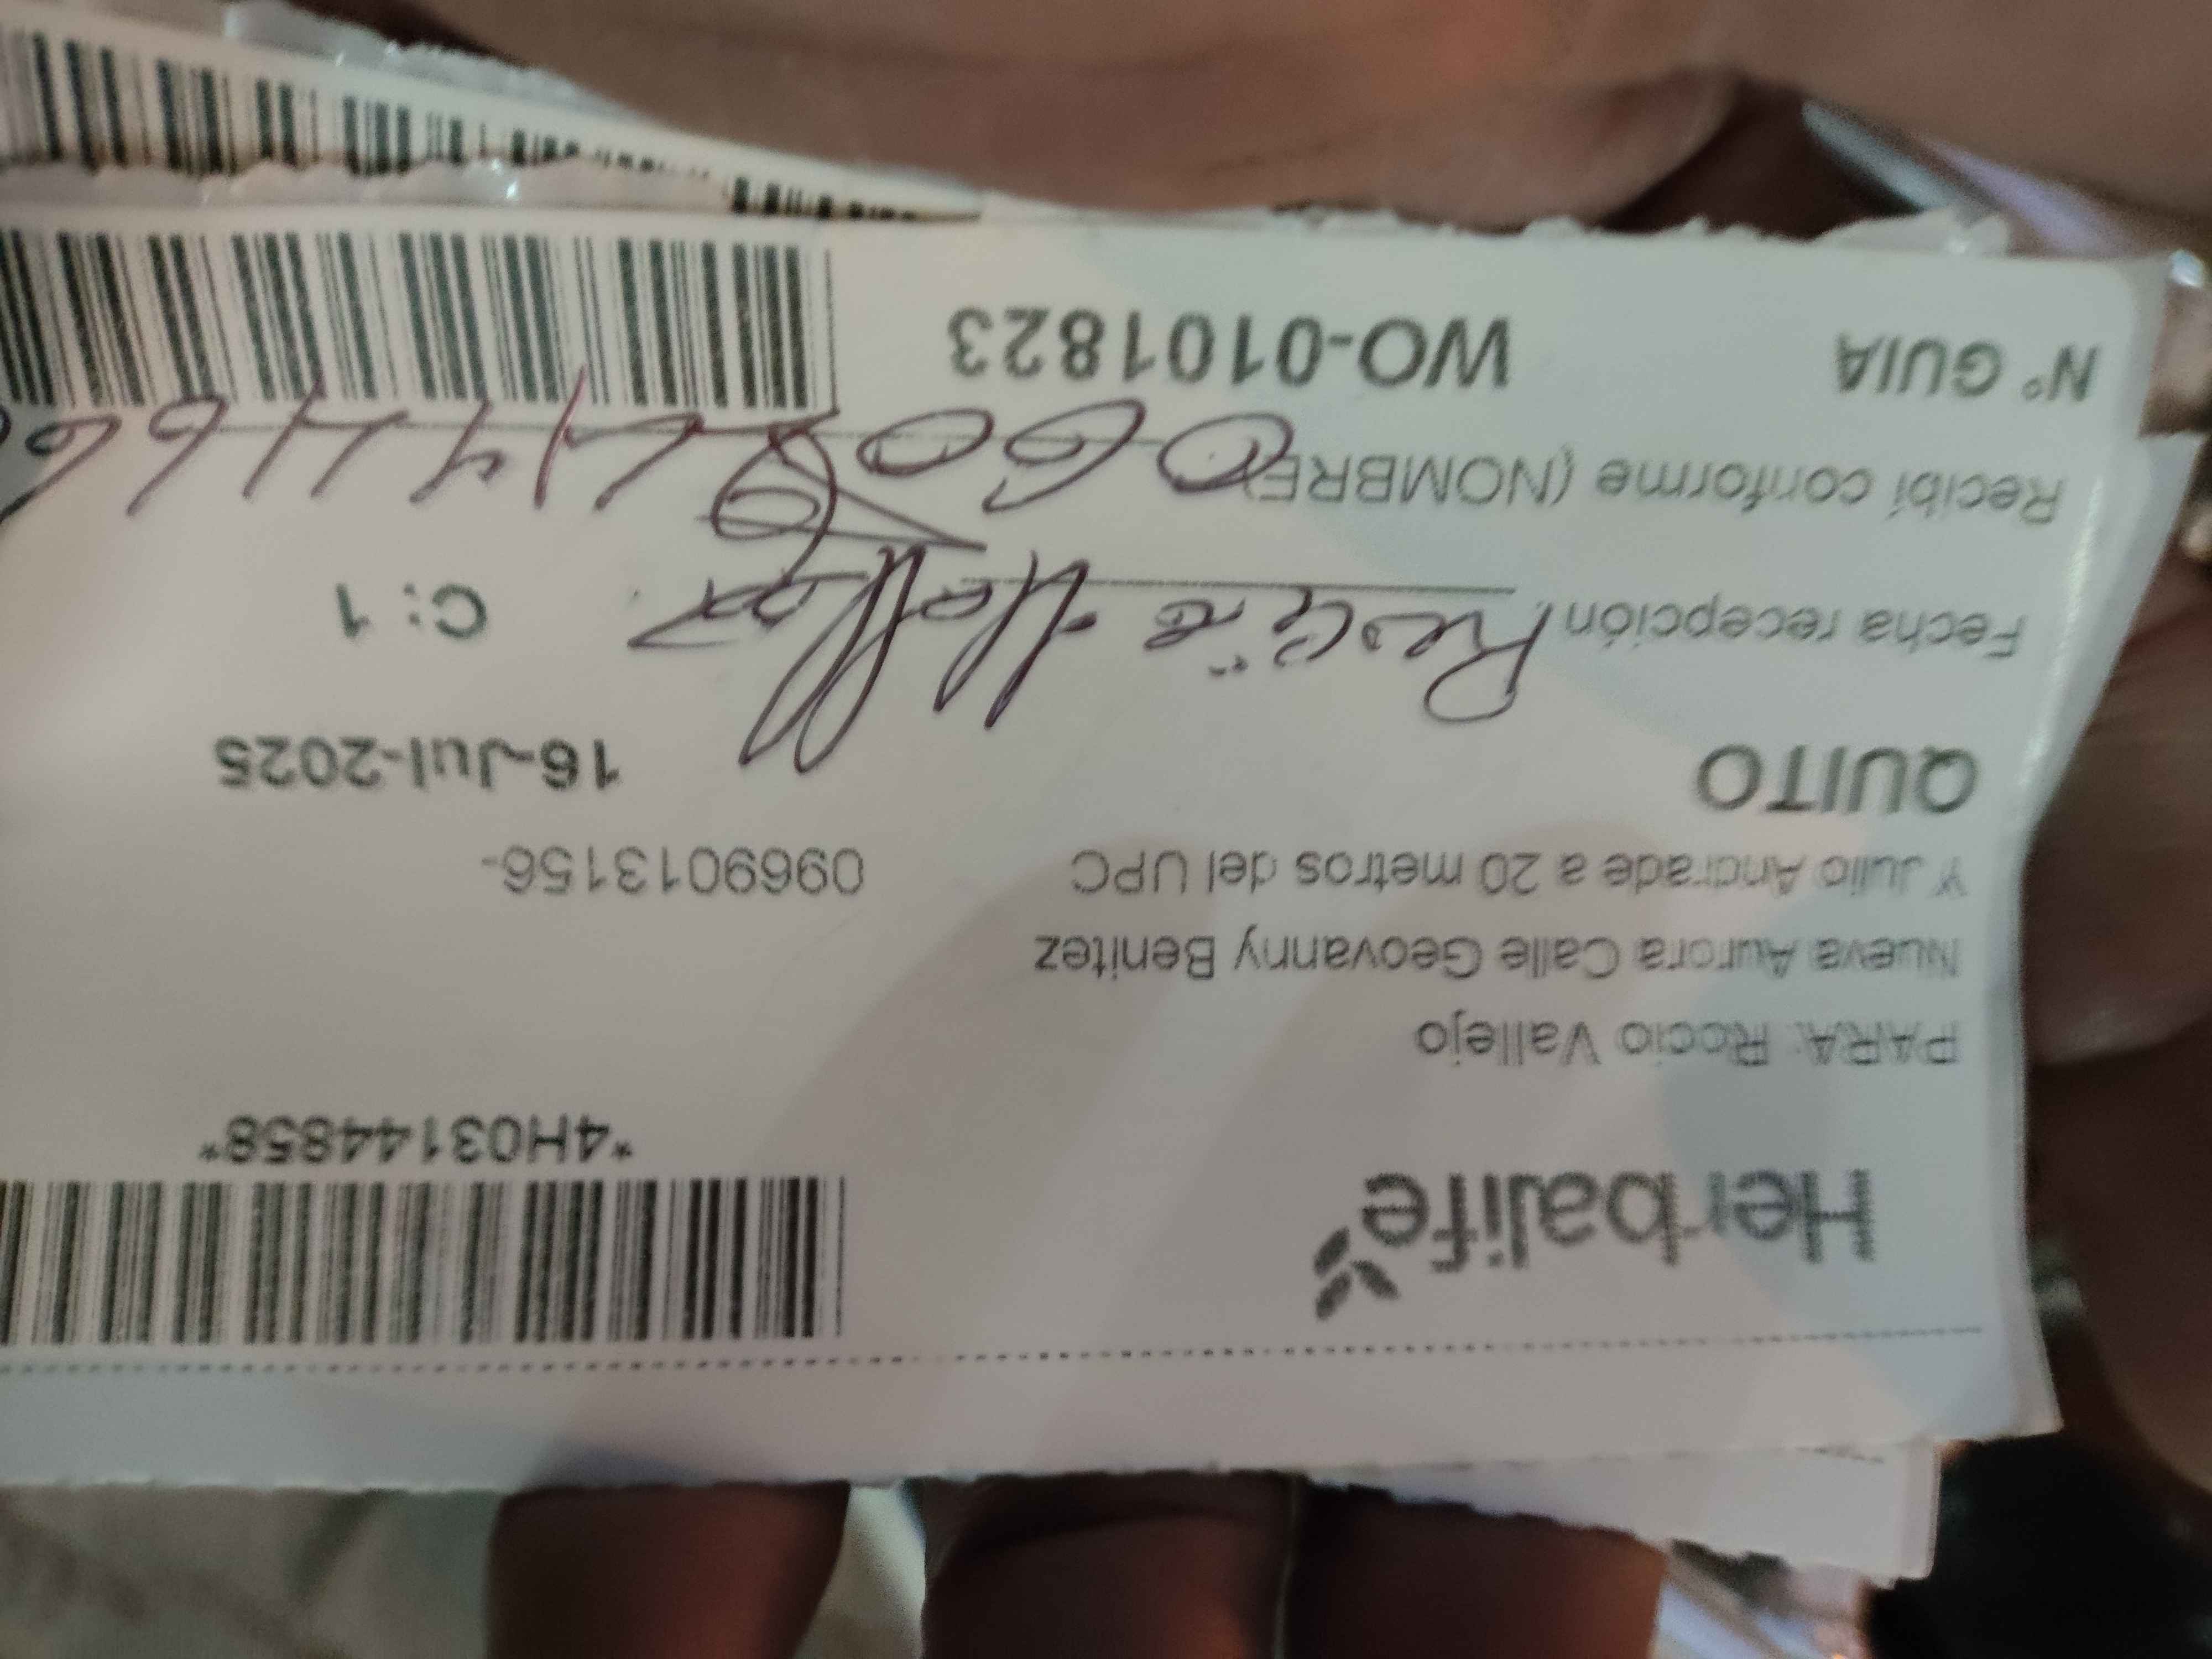 Herbalife
*4H03144858*
PARA: Rocio Vallejo
Nueva Aurora Calle Geovanny Benitez
Y Julio Andrade a 20 metros del UPC
0969013156-
QUITO
16-Jul-2025
Fecha recepción
C: 1
Recibí conforme (NOMBRE)
Nº GUIA
WO-0101823